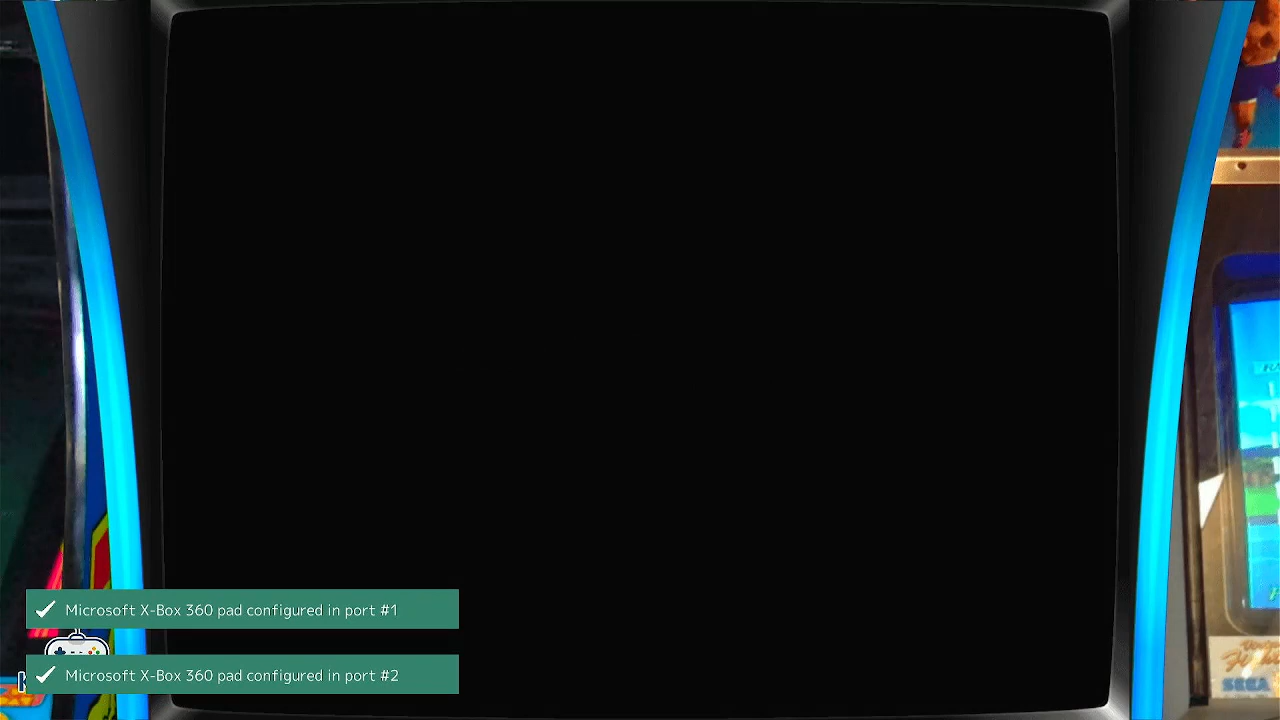 Microsoft X-Box 360 pad configured in port #1
Microsoft X-Box 360 pad configured in port #2
SEGA